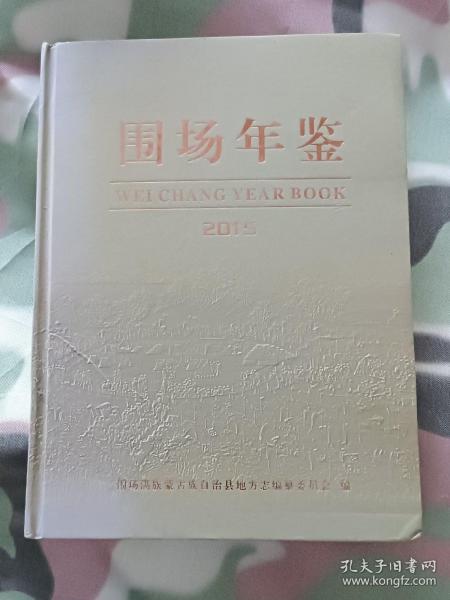 围场年鉴
WEI CHANG YEAR BOOK
2015
围场满族蒙古族自治县地方志编纂委员会 编
孔夫子旧书网
www.kongfz.com